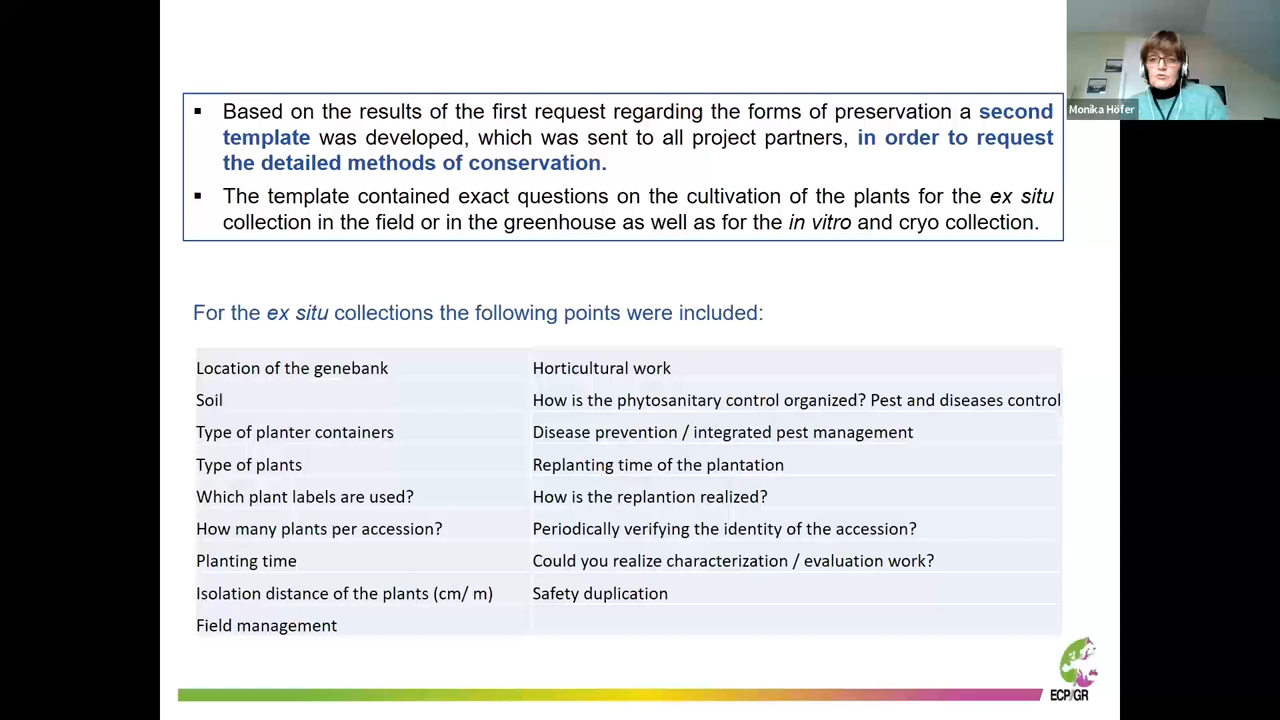 ▪ Based on the results of the first request regarding the forms of preservation a second
template was developed, which was sent to all project partners, in order to request
the detailed methods of conservation.
▪ The template contained exact questions on the cultivation of the plants for the ex situ
collection in the field or in the greenhouse as well as for the in vitro and cryo collection.
Monika Höfer
For the ex situ collections the following points were included:
Location of the genebank
Horticultural work
Soil
How is the phytosanitary control organized? Pest and diseases control
Type of planter containers
Disease prevention / integrated pest management
Type of plants
Replanting time of the plantation
Which plant labels are used?
How is the replantion realized?
How many plants per accession?
Periodically verifying the identity of the accession?
Planting time
Could you realize characterization / evaluation work?
Isolation distance of the plants (cm/ m)
Safety duplication
Field management
ECP/GR